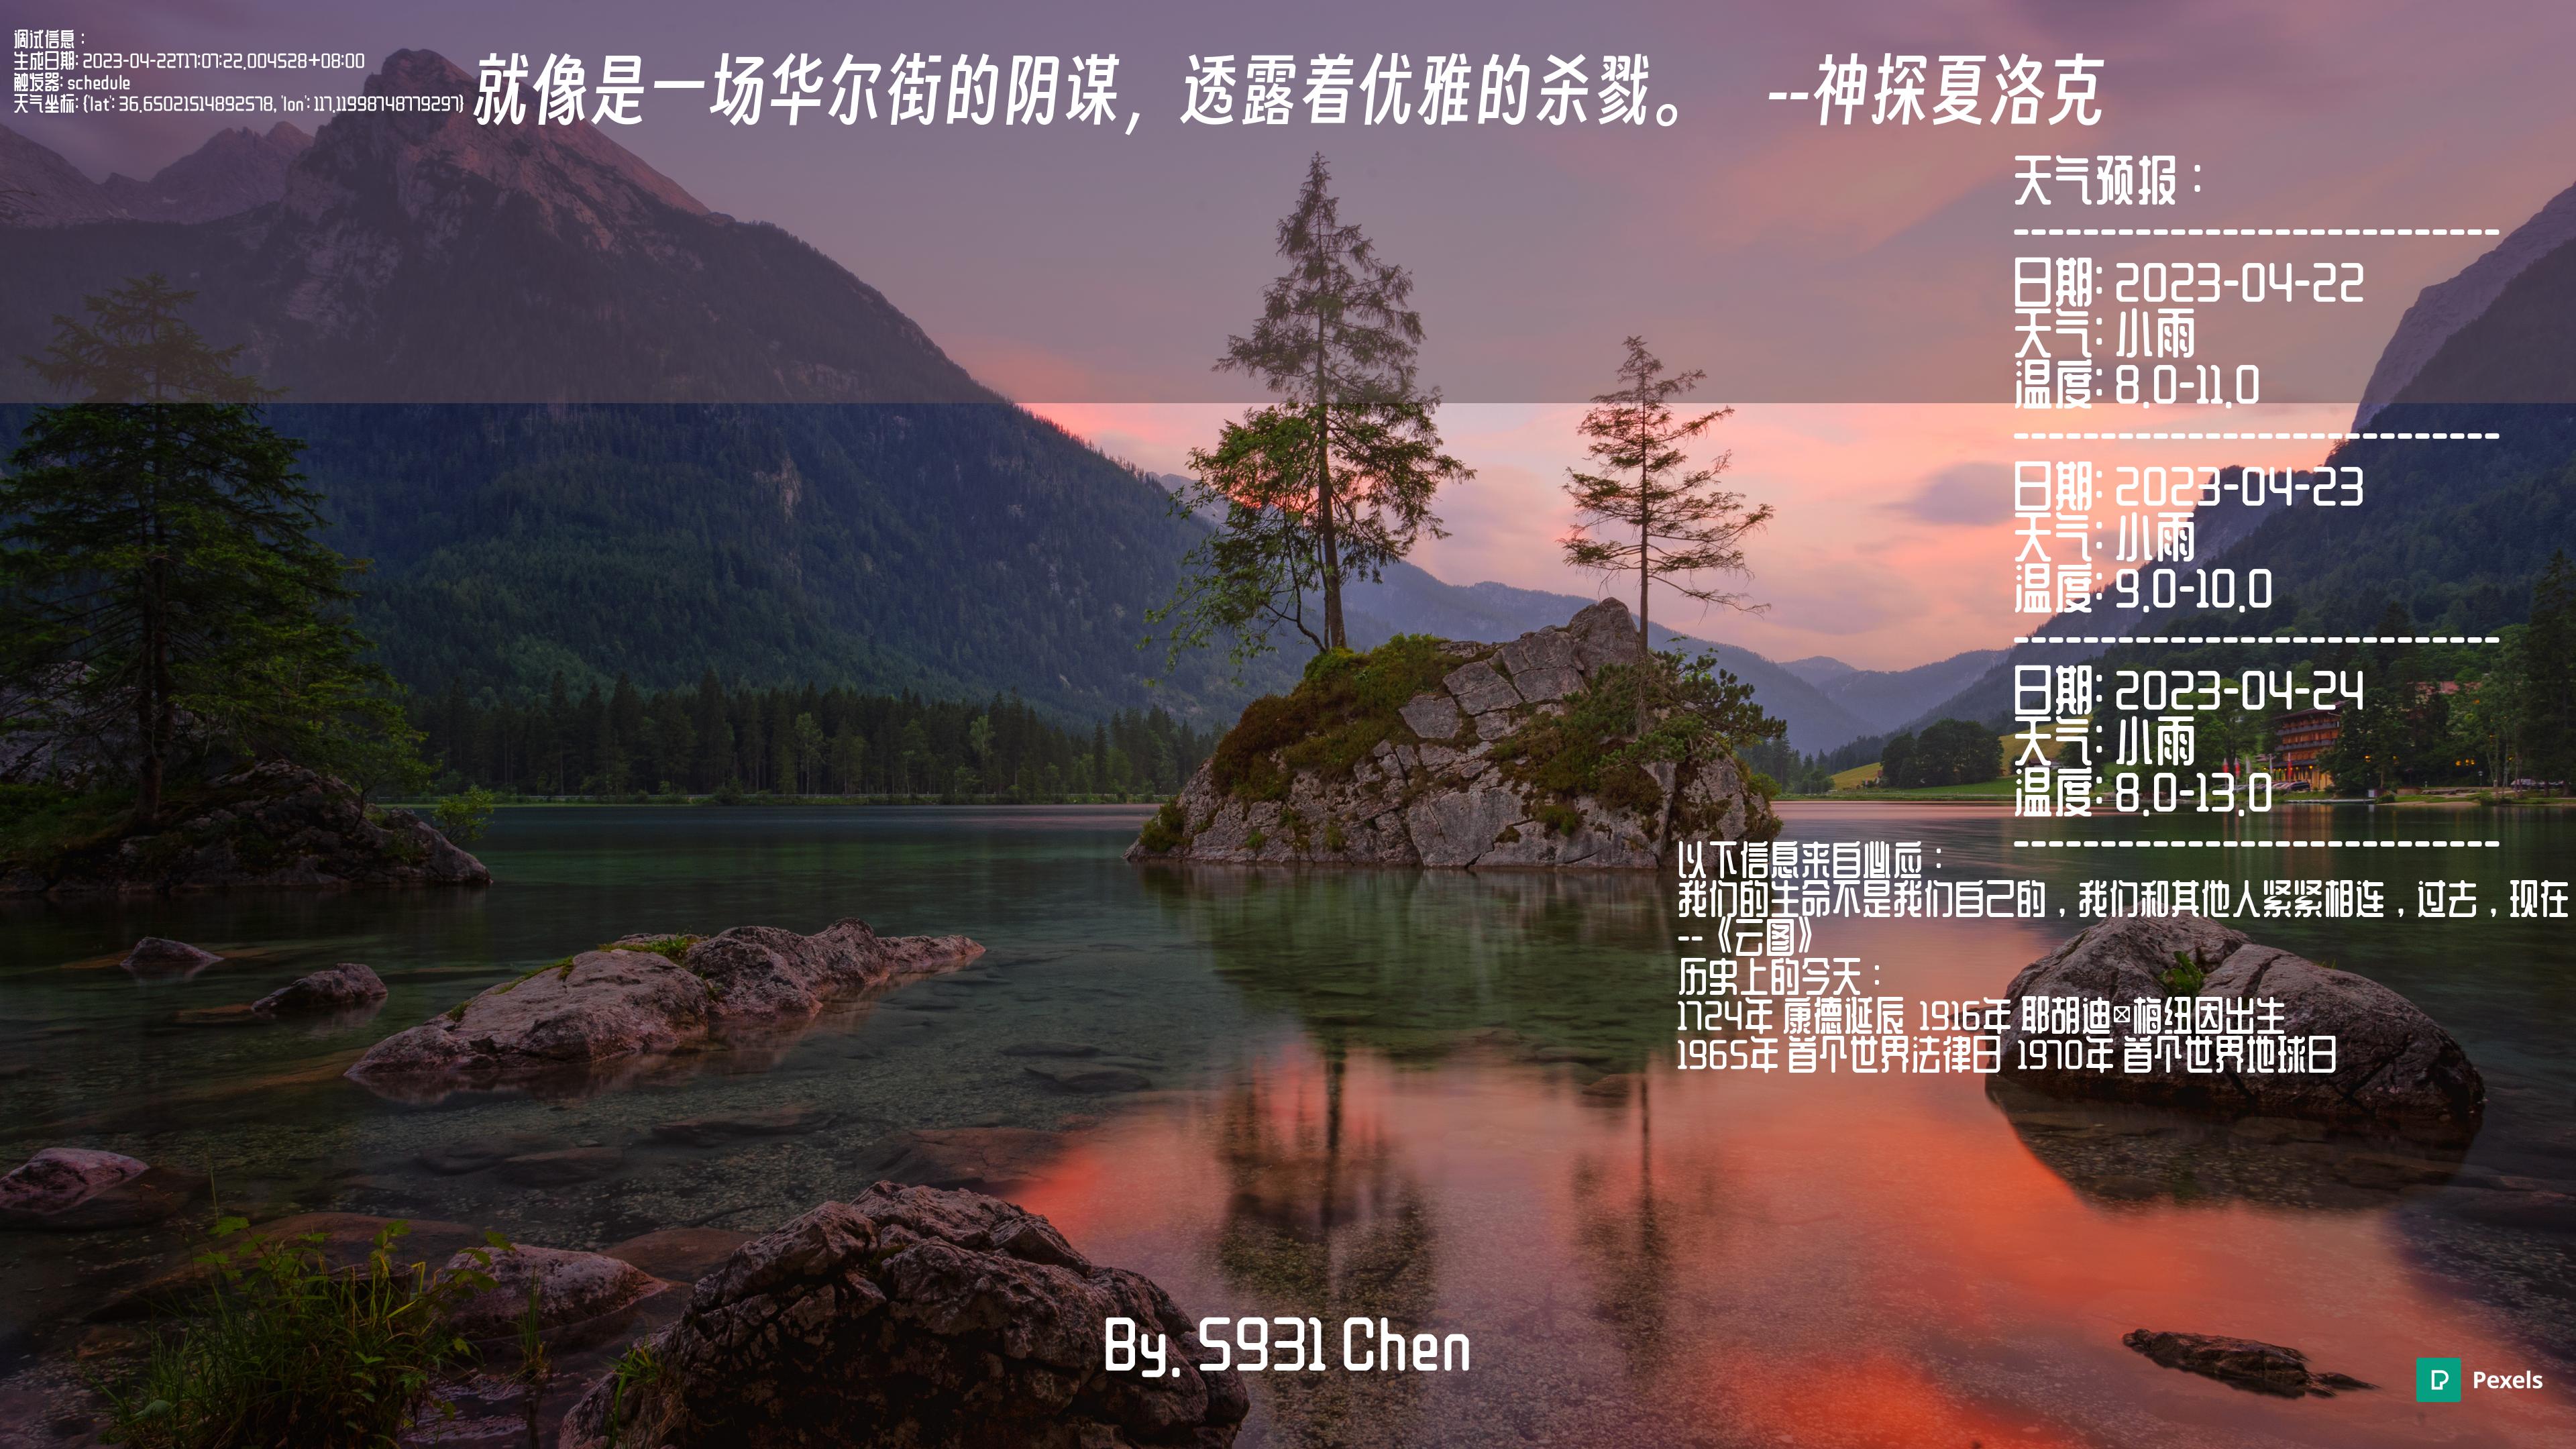 调试信息：
生成日期: 2023-04-22T17:07:22.004528+08:00
触发器: schedule
天气坐标: {'lat': 36.65021514892578, 'lon': 117.11998748779297}
就像是一场华尔街的阴谋，透露着优雅的杀戮。 --神探夏洛克
天气预报：
----------------------------
日期: 2023-04-22
天气: 小雨
温度: 8.0-11.0
----------------------------
日期: 2023-04-23
天气: 小雨
温度: 9.0-10.0
----------------------------
日期: 2023-04-24
天气: 小雨
温度: 8.0-13.0
----------------------------
以下信息来自必应：
我们的生命不是我们自己的，我们和其他人紧紧相连，过去，现在
--《云图》
历史上的今天：
1724年 康德诞辰 1916年 耶胡迪☒梅纽因出生
1965年 首个世界法律日 1970年 首个世界地球日
By. 5931 Chen
Pexels